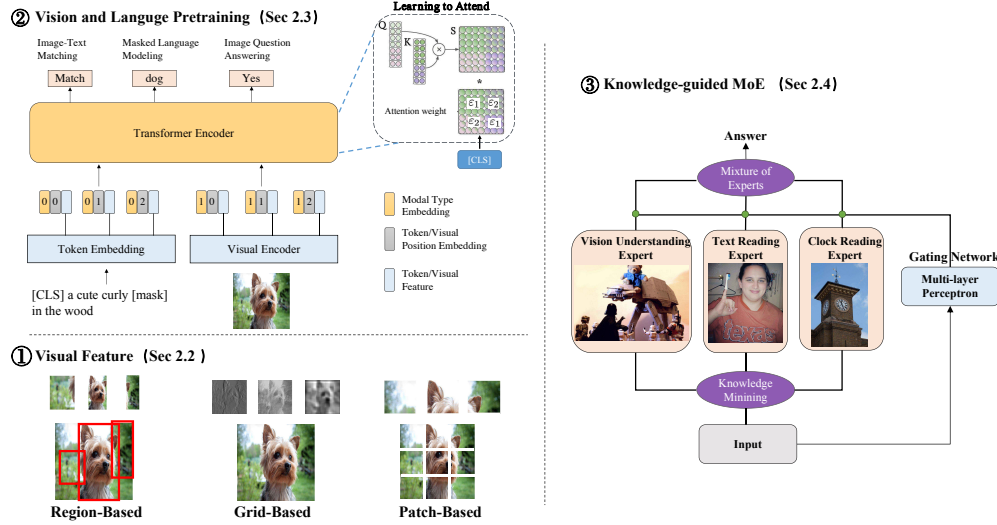 ② Vision and Languge Pretraining (Sec 2.3)
Image-Text
Matching
Masked Language
Modeling
Image Question
Answering
Match
dog
Yes
Transformer Encoder
0 0
0 1
0 2
1 0
1 1
1 2
Token Embedding
Visual Encoder
[CLS] a cute curly [mask]
in the wood
Learning to Attend
Q
K
S
×
*
Attention weight
ε1 ε2
ε2 ε1
[CLS]
Modal Type
Embedding
Token/Visual
Position Embedding
Token/Visual
Feature
① Visual Feature (Sec 2.2)
Region-Based
Grid-Based
Patch-Based
③ Knowledge-guided MoE (Sec 2.4)
Answer
Mixture of
Experts
Vision Understanding
Expert
Text Reading
Expert
Clock Reading
Expert
Gating Network
Multi-layer
Perceptron
Knowledge
Minining
Input